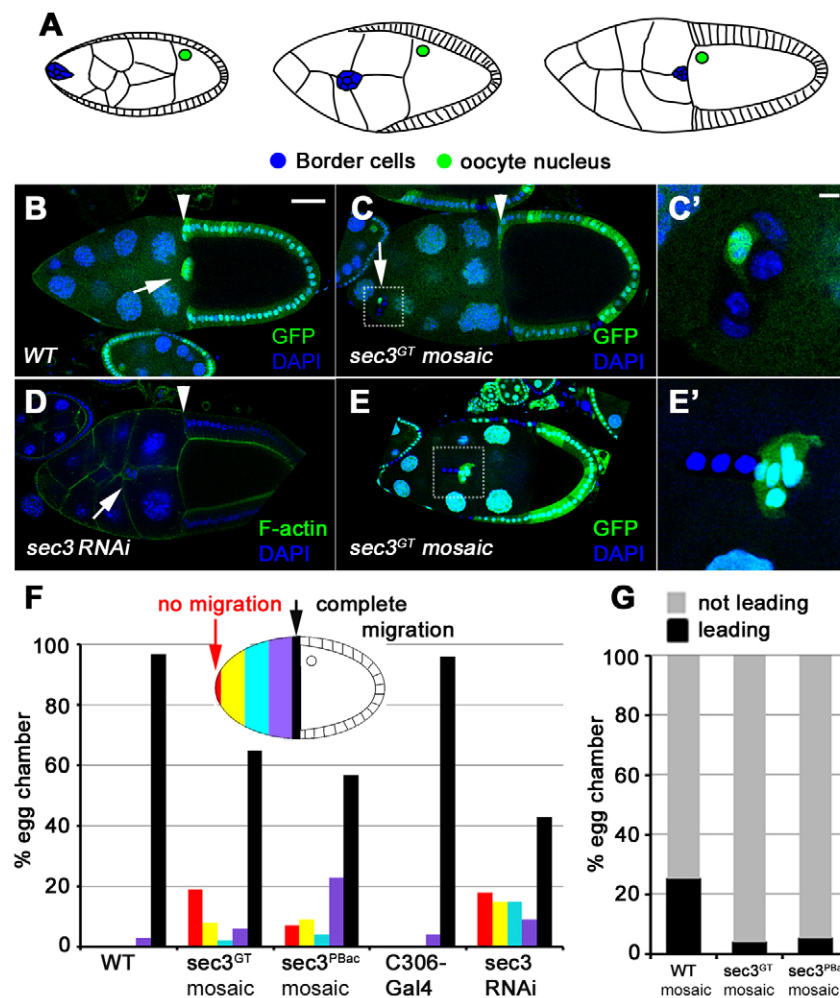 A
Border cells oocyte nucleus
B
GFP
WT DAPI
C
GFP
sec3GT mosaic DAPI
C’
D
F-actin
sec3 RNAi DAPI
E
GFP
sec3GT mosaic DAPI
E’
F
no migration complete
migration
% egg chamber
100
80
60
40
20
0
WT sec3GT sec3PBac C306- sec3
mosaic mosaic Gal4 RNAi
G
not leading
leading
% egg chamber
100
80
60
40
20
0
WT sec3GT sec3PBac
mosaic mosaic mosaic